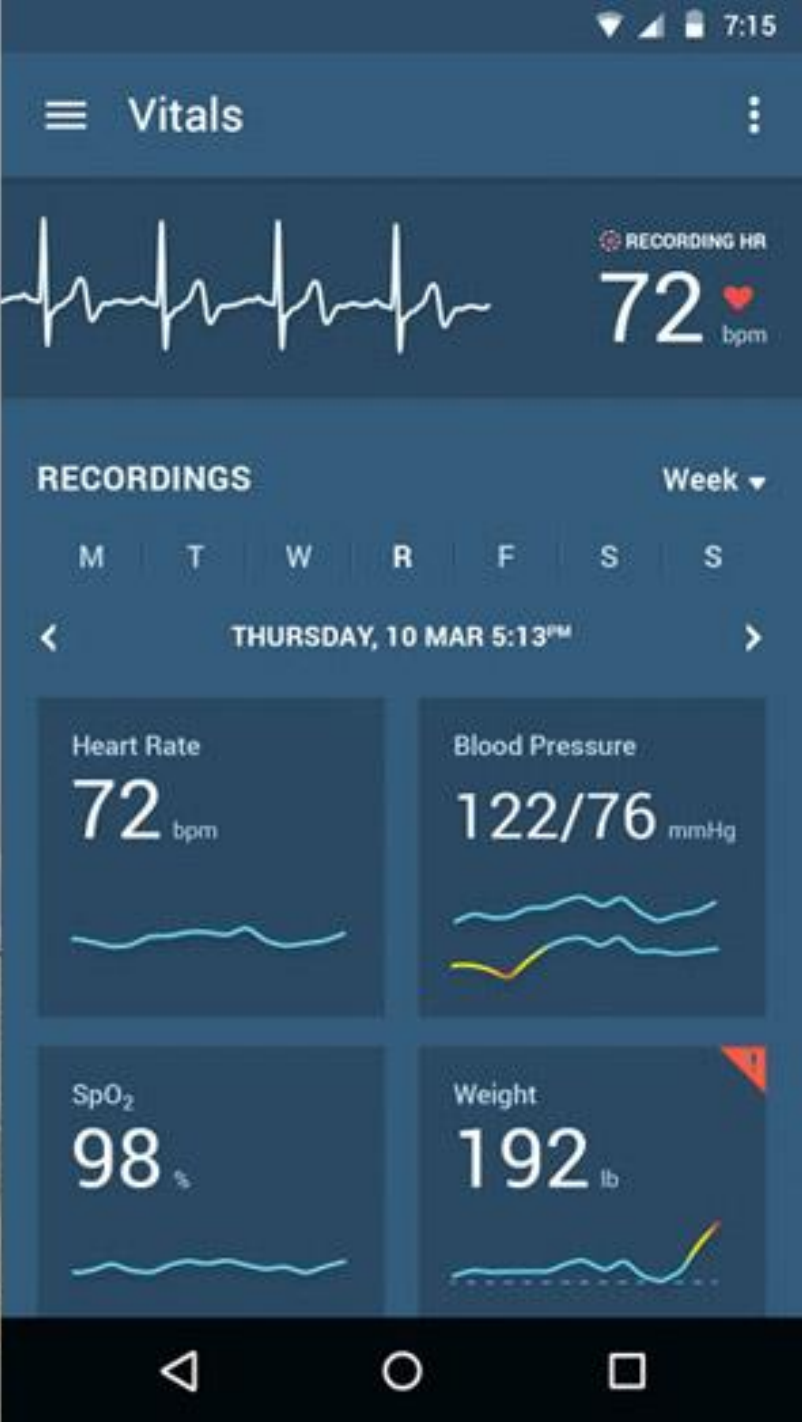 7:15
Vitals
RECORDING HR
72
bpm
RECORDINGS
Week
M T W R F S S
THURSDAY, 10 MAR 5:13PM
Heart Rate
72 bpm
Blood Pressure
122/76 mmHg
SpO₂
98 %
Weight
!
192 lb